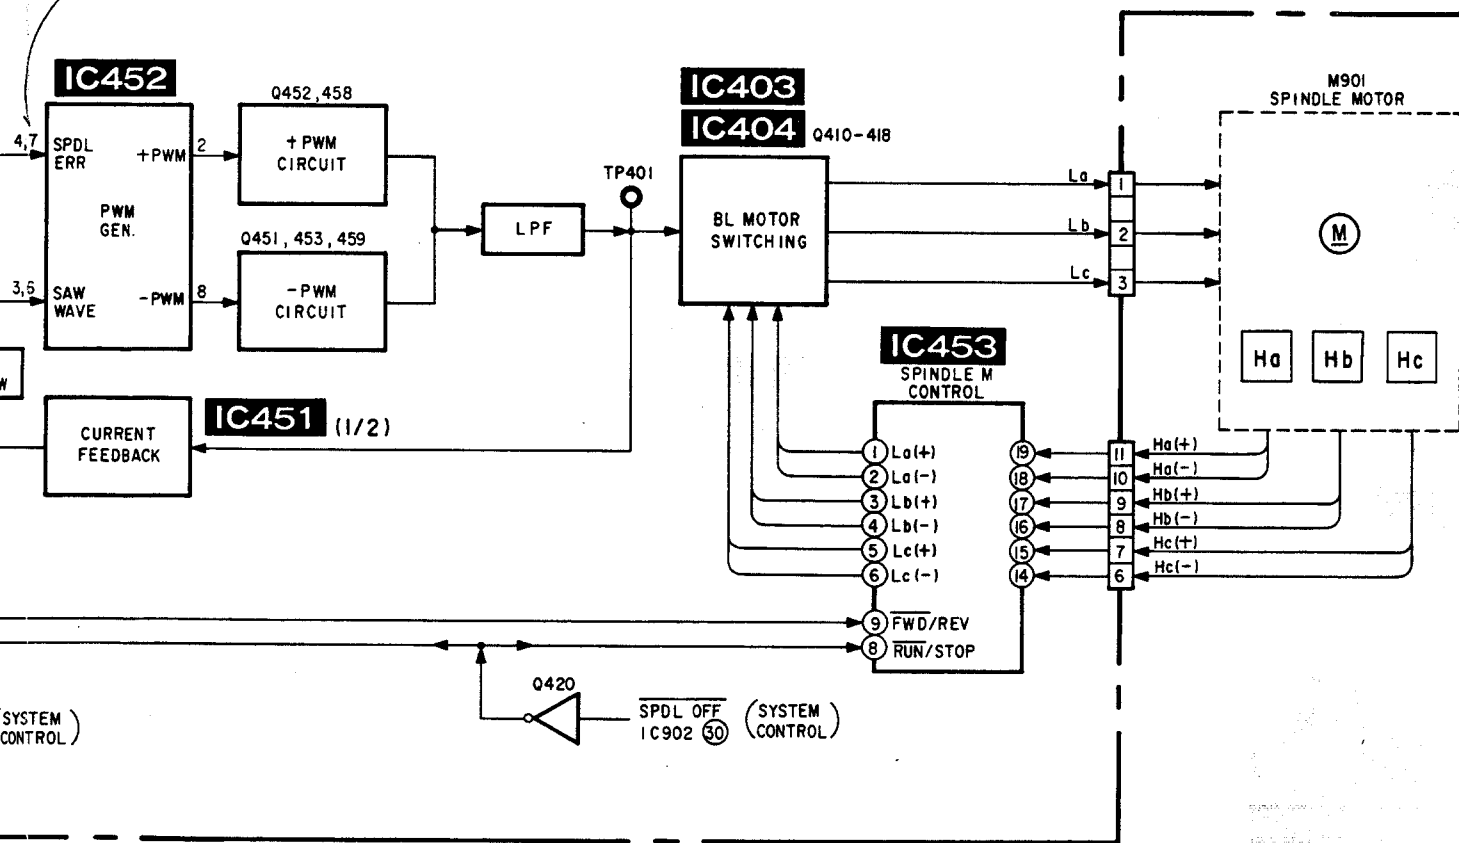 IC452
Q452,458
4,7
SPDL
ERR
+PWM
2
+PWM
CIRCUIT
PWM
GEN.
Q451, 453, 459
3,6
SAW
WAVE
-PWM
8
-PWM
CIRCUIT
LPF
TP401
IC403
IC404
Q410-418
BL MOTOR
SWITCHING
La
1
Lb
2
Lc
3
M901
SPINDLE MOTOR
M
Ha
Hb
Hc
W
CURRENT
FEEDBACK
IC451 (1/2)
IC453
SPINDLE M
CONTROL
1 La(+)
19
11
Ha(+)
2 La(-)
18
10
Ha(-)
3 Lb(+)
17
9
Hb(+)
4 Lb(-)
16
8
Hb(-)
5 Lc(+)
15
7
Hc(+)
6 Lc(-)
14
6
Hc(-)
9 FWD/REV
8 RUN/STOP
Q420
SPDL OFF
IC902 30
(SYSTEM
CONTROL)
(SYSTEM
CONTROL)